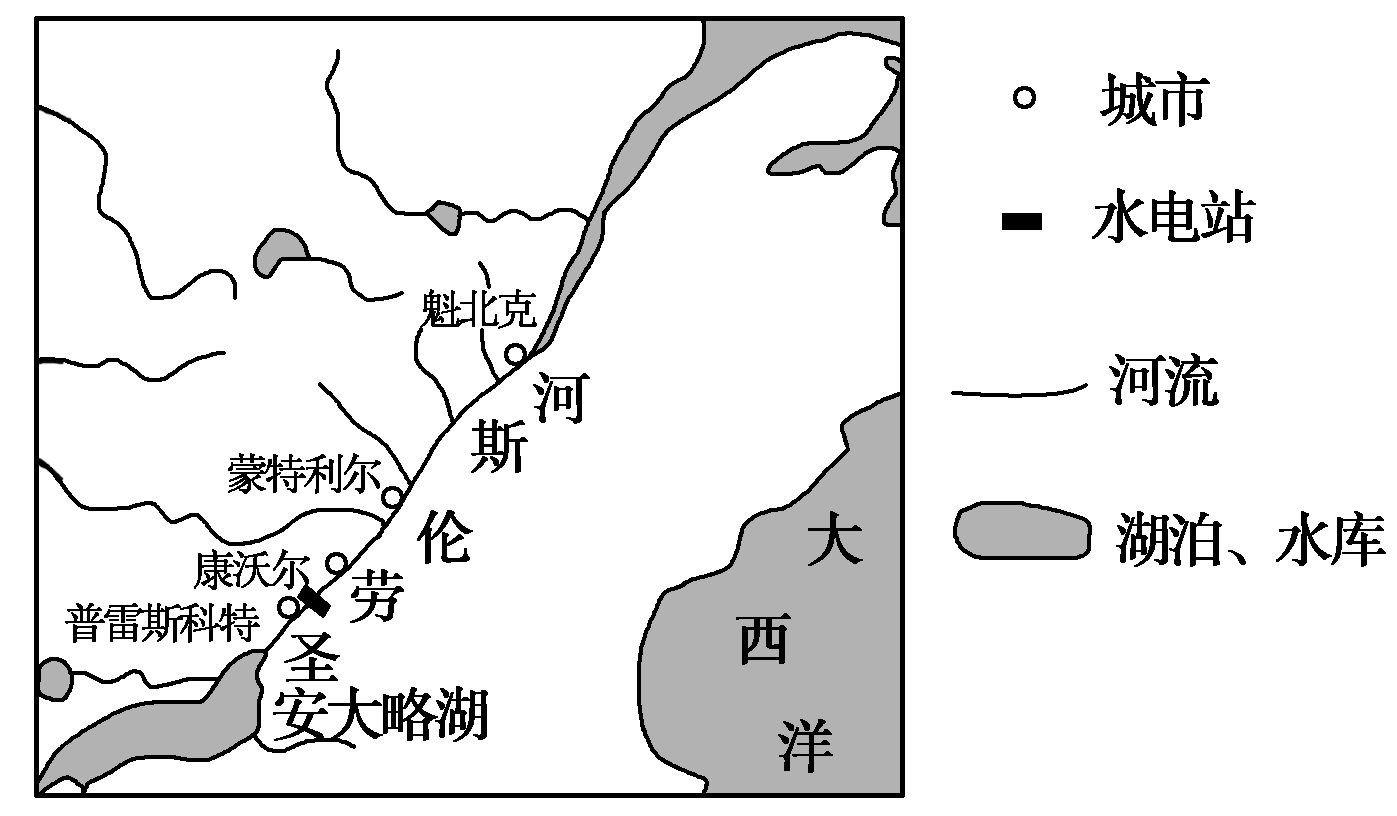 魁北克
蒙特利尔
康沃尔
普雷斯科特
圣劳伦斯河
安大略湖
大西洋
城市
水电站
河流
湖泊、水库